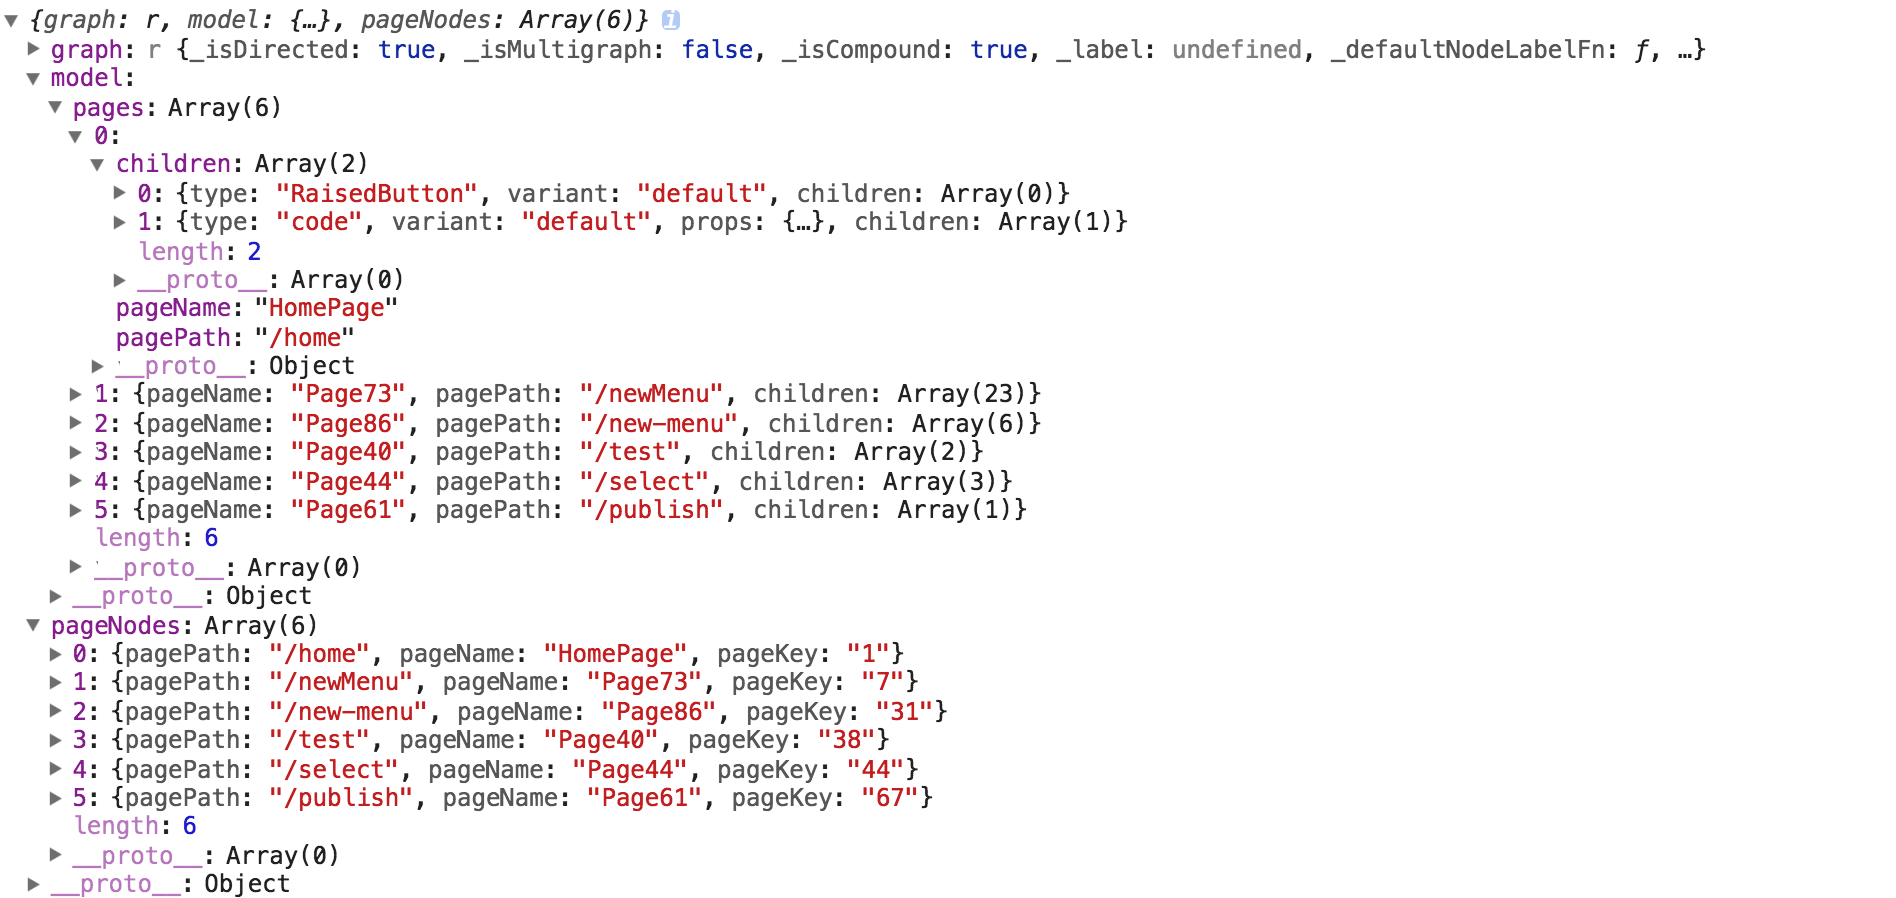 ▼ {graph: r, model: {…}, pageNodes: Array(6)} i
▶ graph: r {_isDirected: true, _isMultigraph: false, _isCompound: true, _label: undefined, _defaultNodeLabelFn: ƒ, …}
▼ model:
▼ pages: Array(6)
▼ 0:
▼ children: Array(2)
▶ 0: {type: "RaisedButton", variant: "default", children: Array(0)}
▶ 1: {type: "code", variant: "default", props: {…}, children: Array(1)}
length: 2
▶ __proto__: Array(0)
pageName: "HomePage"
pagePath: "/home"
▶ __proto__: Object
▶ 1: {pageName: "Page73", pagePath: "/newMenu", children: Array(23)}
▶ 2: {pageName: "Page86", pagePath: "/new-menu", children: Array(6)}
▶ 3: {pageName: "Page40", pagePath: "/test", children: Array(2)}
▶ 4: {pageName: "Page44", pagePath: "/select", children: Array(3)}
▶ 5: {pageName: "Page61", pagePath: "/publish", children: Array(1)}
length: 6
▶ __proto__: Array(0)
▶ __proto__: Object
▼ pageNodes: Array(6)
▶ 0: {pagePath: "/home", pageName: "HomePage", pageKey: "1"}
▶ 1: {pagePath: "/newMenu", pageName: "Page73", pageKey: "7"}
▶ 2: {pagePath: "/new-menu", pageName: "Page86", pageKey: "31"}
▶ 3: {pagePath: "/test", pageName: "Page40", pageKey: "38"}
▶ 4: {pagePath: "/select", pageName: "Page44", pageKey: "44"}
▶ 5: {pagePath: "/publish", pageName: "Page61", pageKey: "67"}
length: 6
▶ __proto__: Array(0)
▶ __proto__: Object